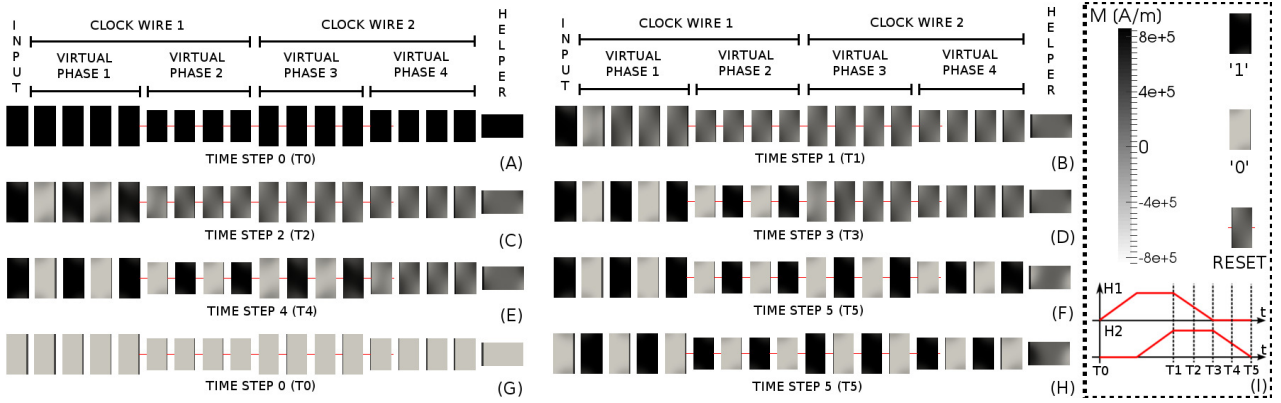 INPUT
CLOCK WIRE 1
CLOCK WIRE 2
HELPER
VIRTUAL
PHASE 1
VIRTUAL
PHASE 2
VIRTUAL
PHASE 3
VIRTUAL
PHASE 4
TIME STEP 0 (T0)
(A)
TIME STEP 2 (T2)
(C)
TIME STEP 4 (T4)
(E)
TIME STEP 0 (T0)
(G)
INPUT
CLOCK WIRE 1
CLOCK WIRE 2
HELPER
VIRTUAL
PHASE 1
VIRTUAL
PHASE 2
VIRTUAL
PHASE 3
VIRTUAL
PHASE 4
TIME STEP 1 (T1)
(B)
TIME STEP 3 (T3)
(D)
TIME STEP 5 (T5)
(F)
TIME STEP 5 (T5)
(H)
M [A/m]
8e+5
4e+5
0
-4e+5
-8e+5
'1'
'0'
RESET
H1
t
H2
t
T0 T1 T2 T3 T4 T5
(I)